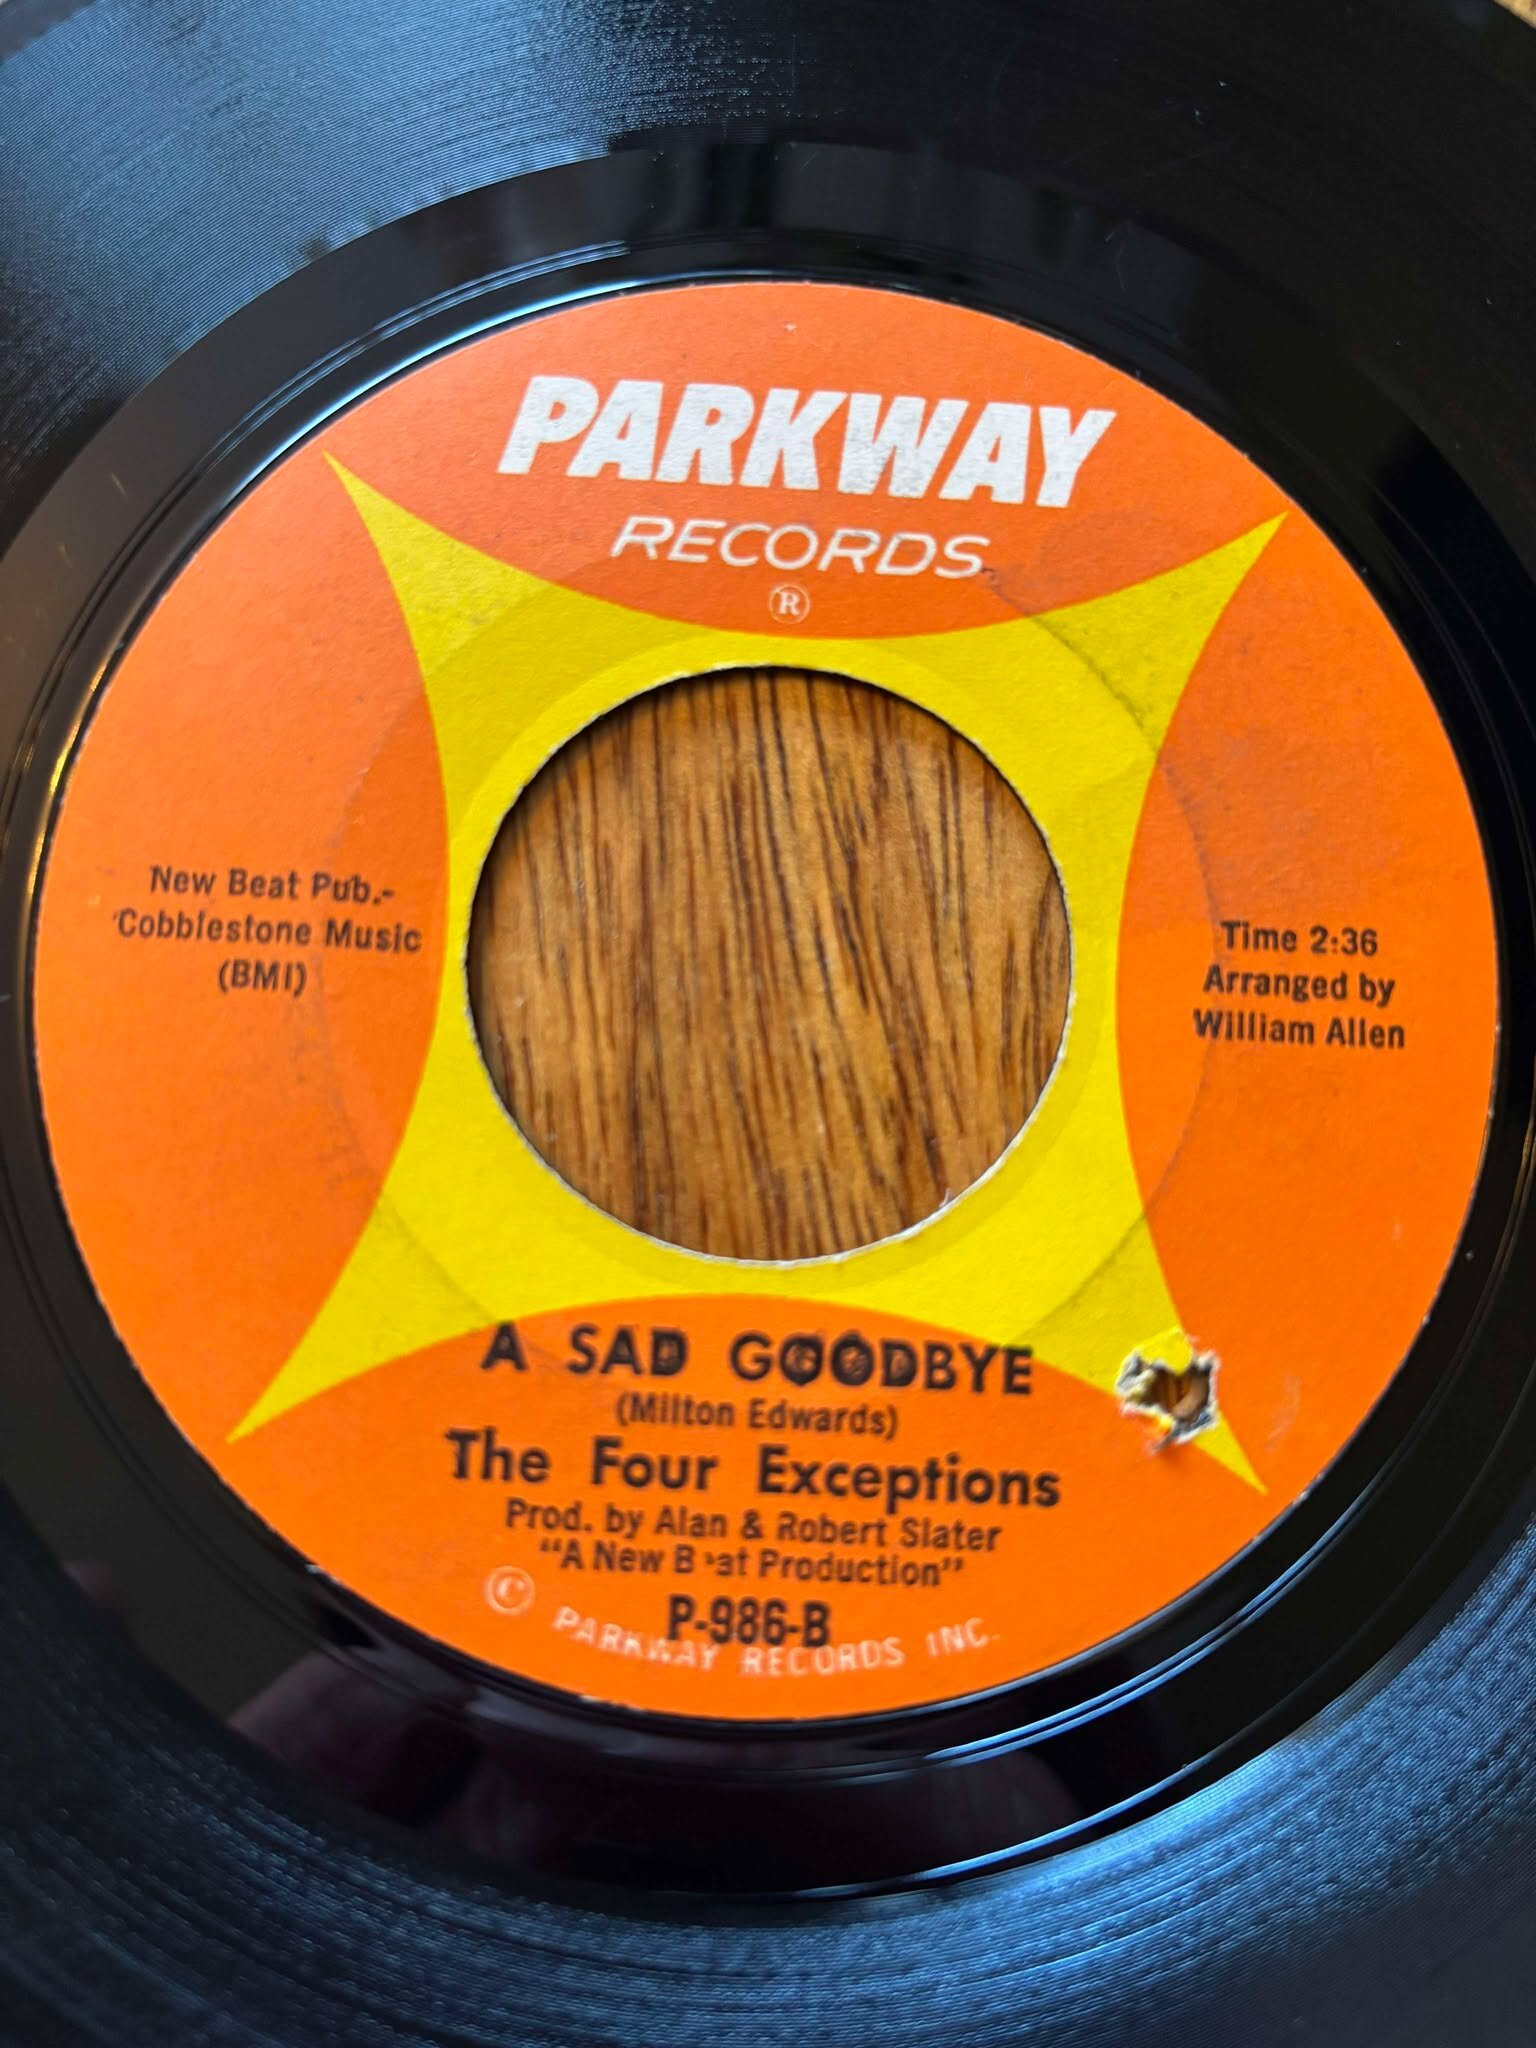 PARKWAY
RECORDS
®
New Beat Pub.-
Cobblestone Music
(BMI)
Time 2:36
Arranged by
William Allen
A SAD GOODBYE
(Milton Edwards)
The Four Exceptions
Prod. by Alan & Robert Slater
"A New Beat Production"
P-986-B
© PARKWAY RECORDS INC.